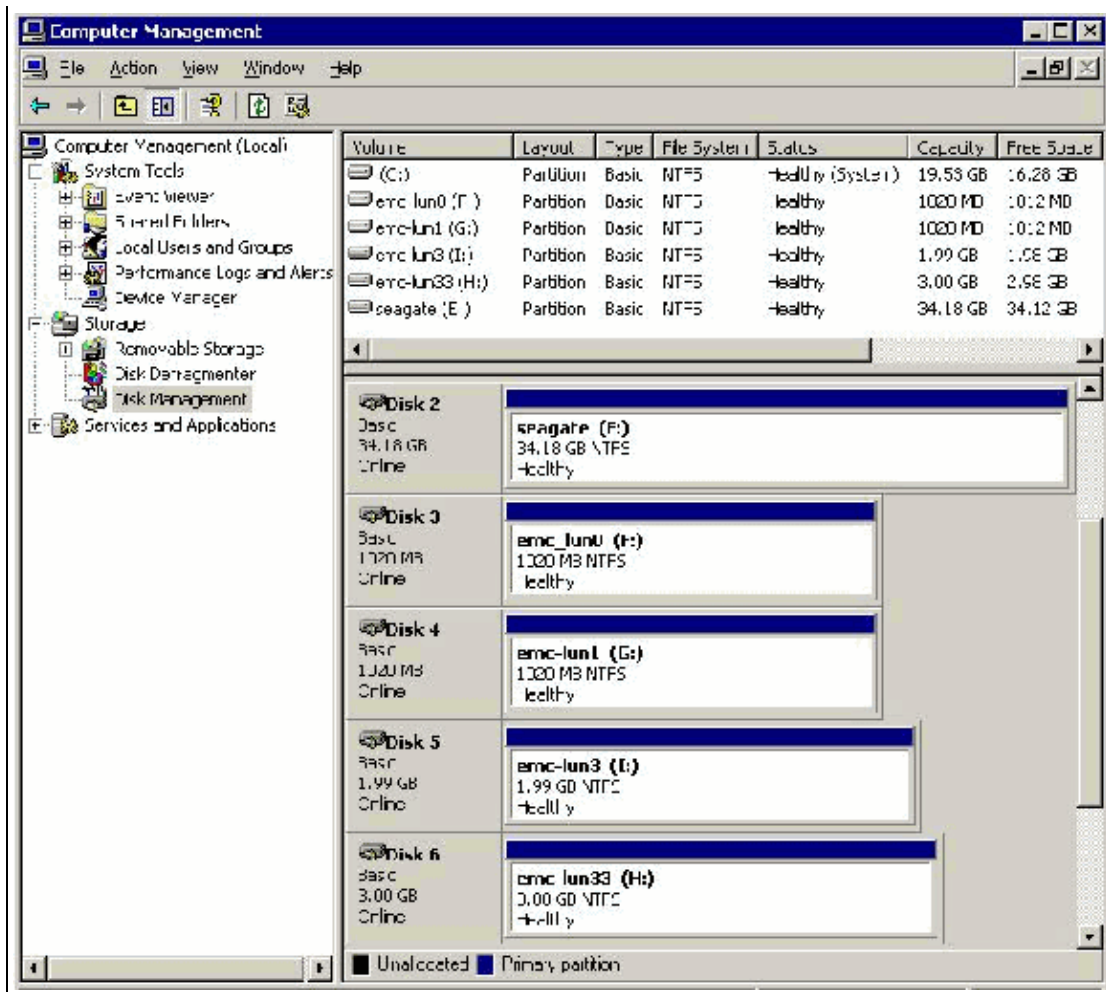 Computer Management
File Action View Window Help
Computer Management (Local)
System Tools
Event Viewer
Shared Folders
Local Users and Groups
Performance Logs and Alerts
Device Manager
Storage
Removable Storage
Disk Defragmenter
Disk Management
Services and Applications
Volume Layout Type File System Status Capacity Free Space
(C:) Partition Basic NTFS Healthy (System) 19.53 GB 16.28 GB
emc_lun0 (F:) Partition Basic NTFS Healthy 1020 MB 1012 MB
emc-lun1 (G:) Partition Basic NTFS Healthy 1020 MB 1012 MB
emc-lun3 (I:) Partition Basic NTFS Healthy 1.99 GB 1.98 GB
emc-lun33 (H:) Partition Basic NTFS Healthy 3.00 GB 2.98 GB
seagate (E:) Partition Basic NTFS Healthy 34.18 GB 34.12 GB
Disk 2
Basic
34.18 GB
Online
seagate (E:)
34.18 GB NTFS
Healthy
Disk 3
Basic
1020 MB
Online
emc_lun0 (F:)
1020 MB NTFS
Healthy
Disk 4
Basic
1020 MB
Online
emc-lun1 (G:)
1020 MB NTFS
Healthy
Disk 5
Basic
1.99 GB
Online
emc-lun3 (I:)
1.99 GB NTFS
Healthy
Disk 6
Basic
3.00 GB
Online
emc-lun33 (H:)
3.00 GB NTFS
Healthy
Unallocated Primary partition